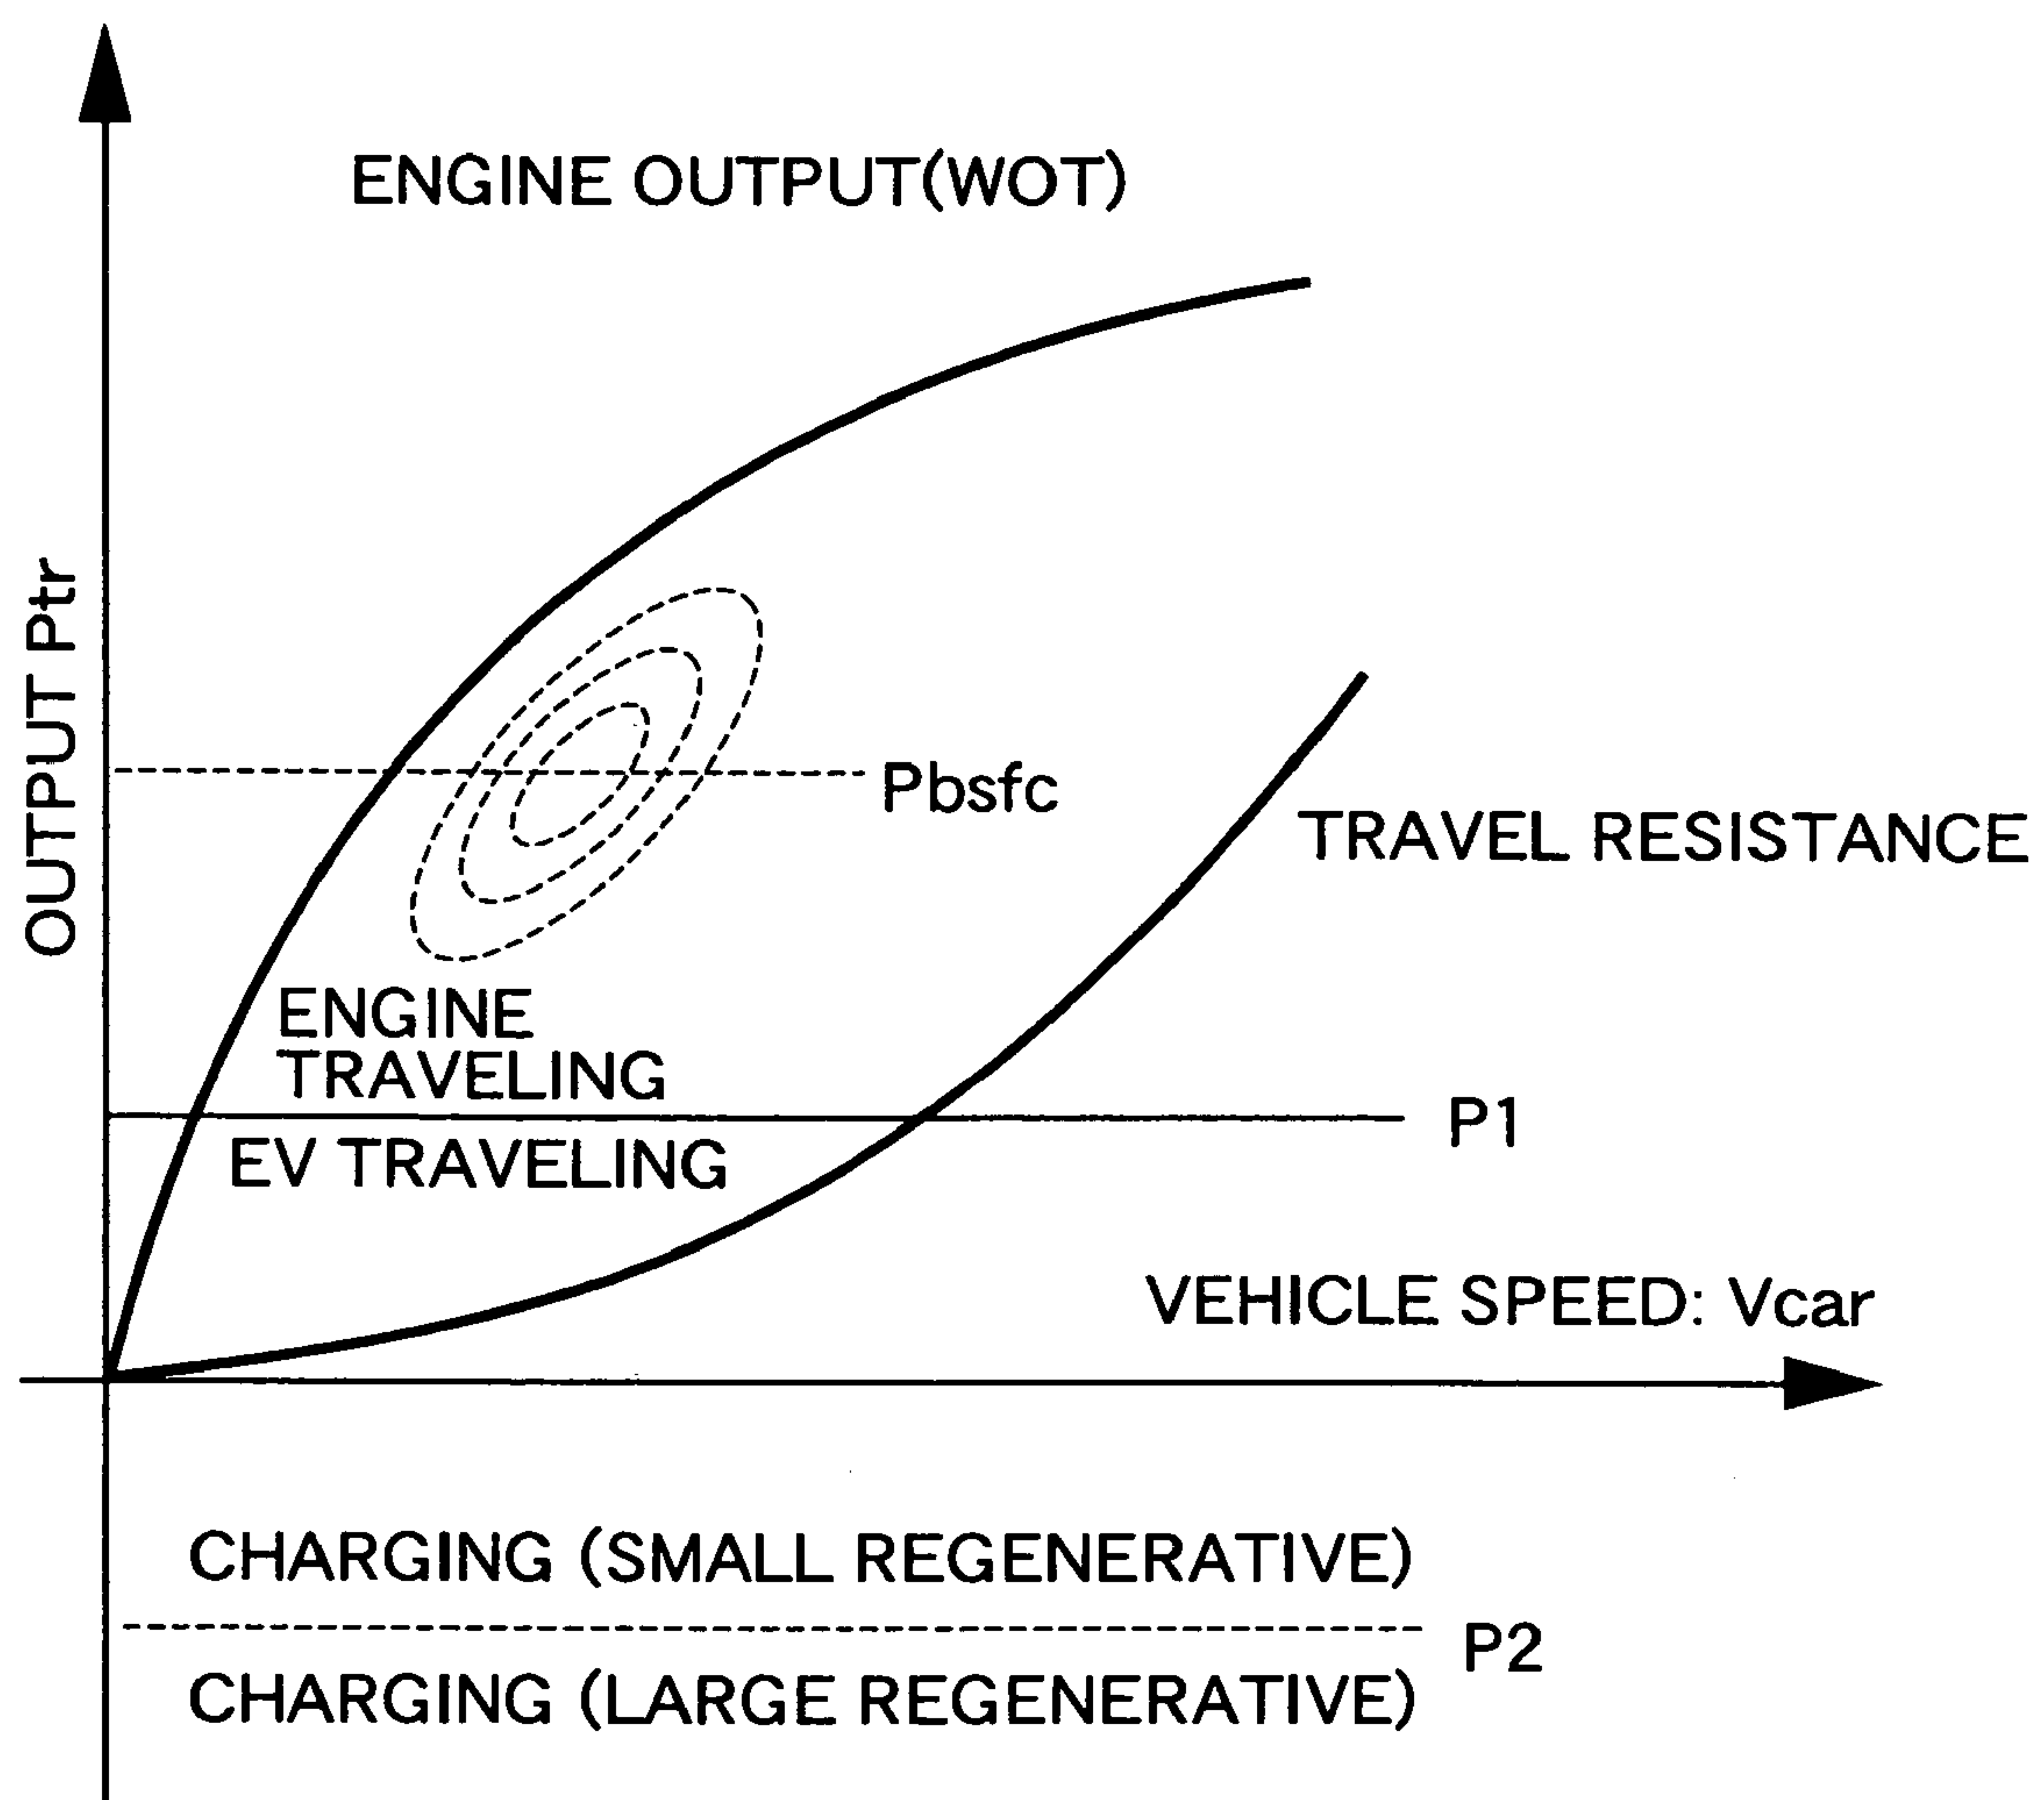 ENGINE OUTPUT(WOT)
OUTPUT Ptr
Pbsfc
TRAVEL RESISTANCE
ENGINE
TRAVELING
P1
EV TRAVELING
VEHICLE SPEED: Vcar
CHARGING (SMALL REGENERATIVE)
P2
CHARGING (LARGE REGENERATIVE)